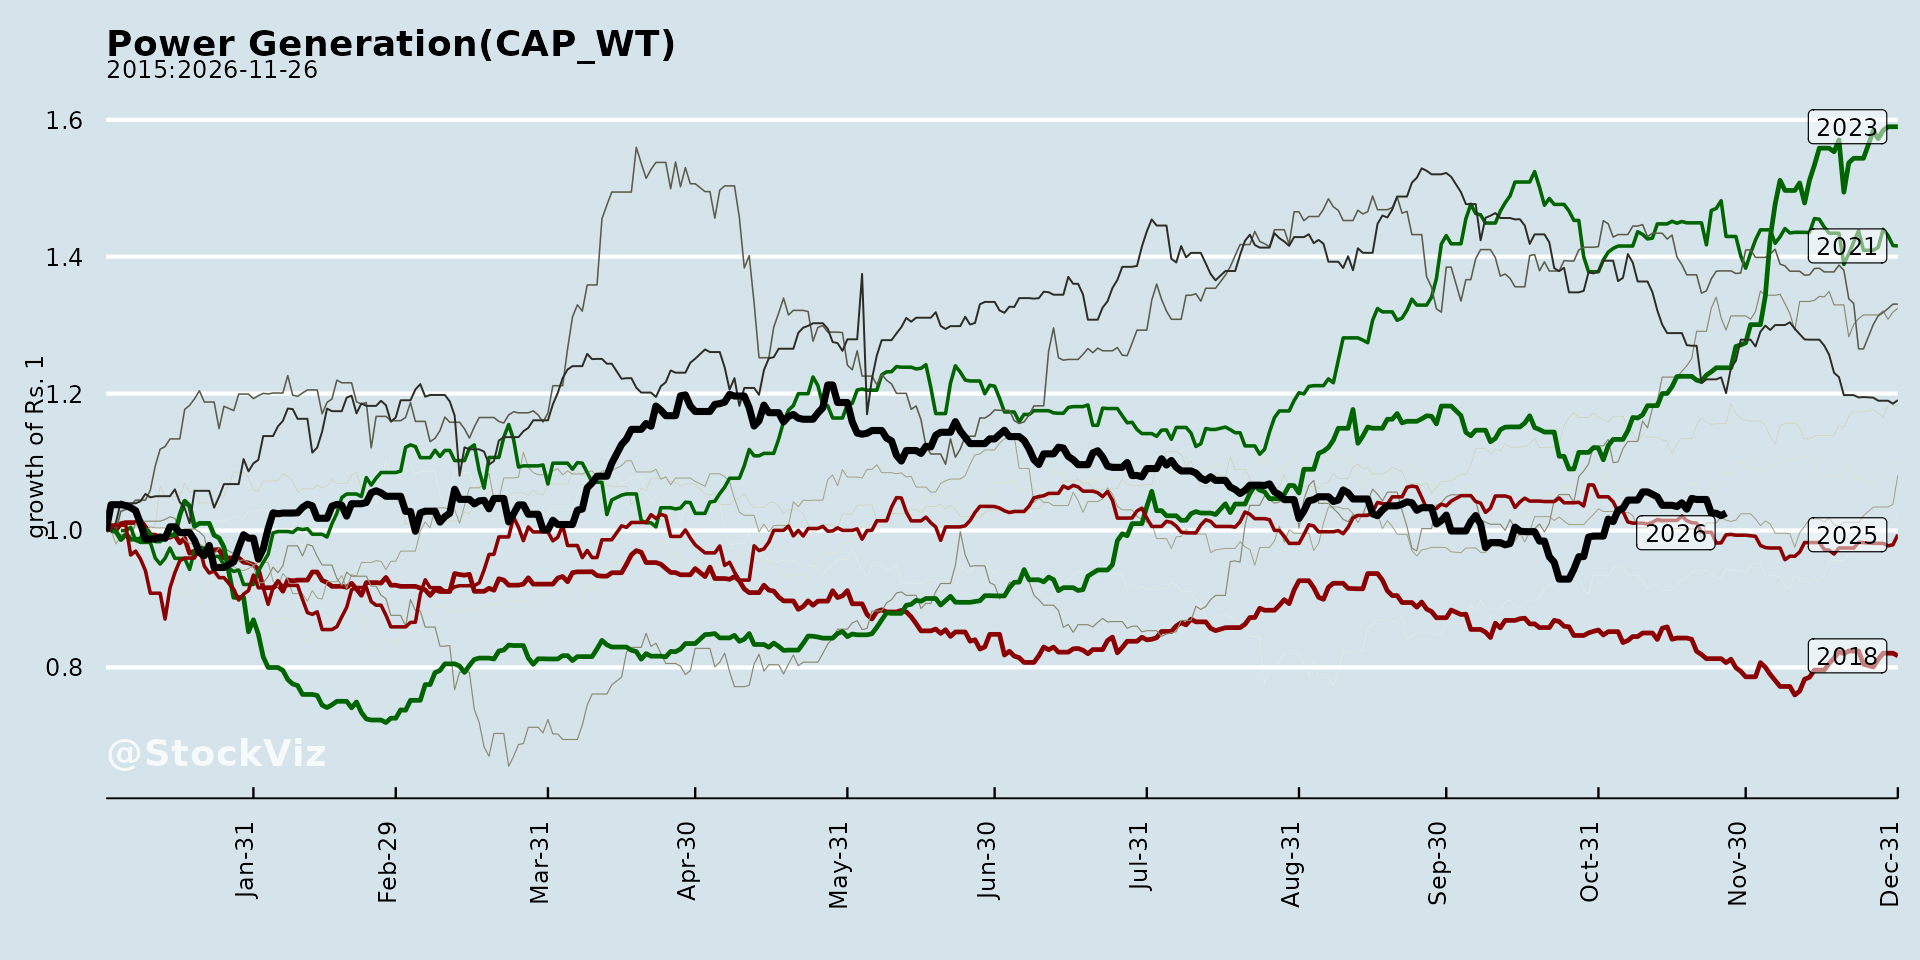 Power Generation(CAP_WT)
2015:2026-11-26
growth of Rs. 1
1.6
1.4
1.2
1.0
0.8
2023
2021
2026
2025
2018
@StockViz
Jan-31
Feb-29
Mar-31
Apr-30
May-31
Jun-30
Jul-31
Aug-31
Sep-30
Oct-31
Nov-30
Dec-31